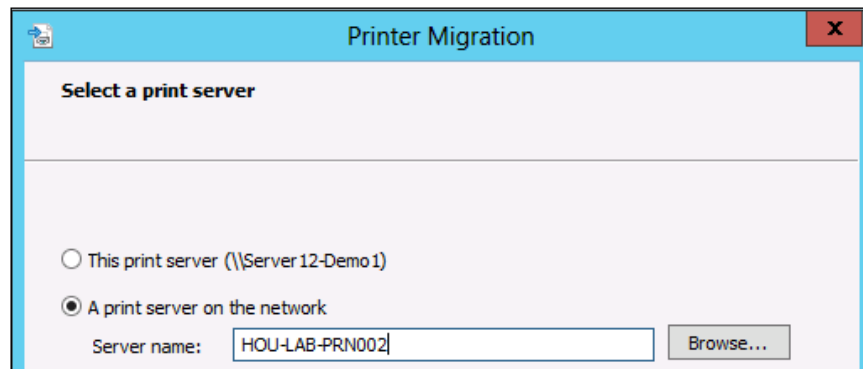 Printer Migration
x
Select a print server
This print server (\\Server12-Demo1)
A print server on the network
Server name: HOU-LAB-PRN002 Browse...